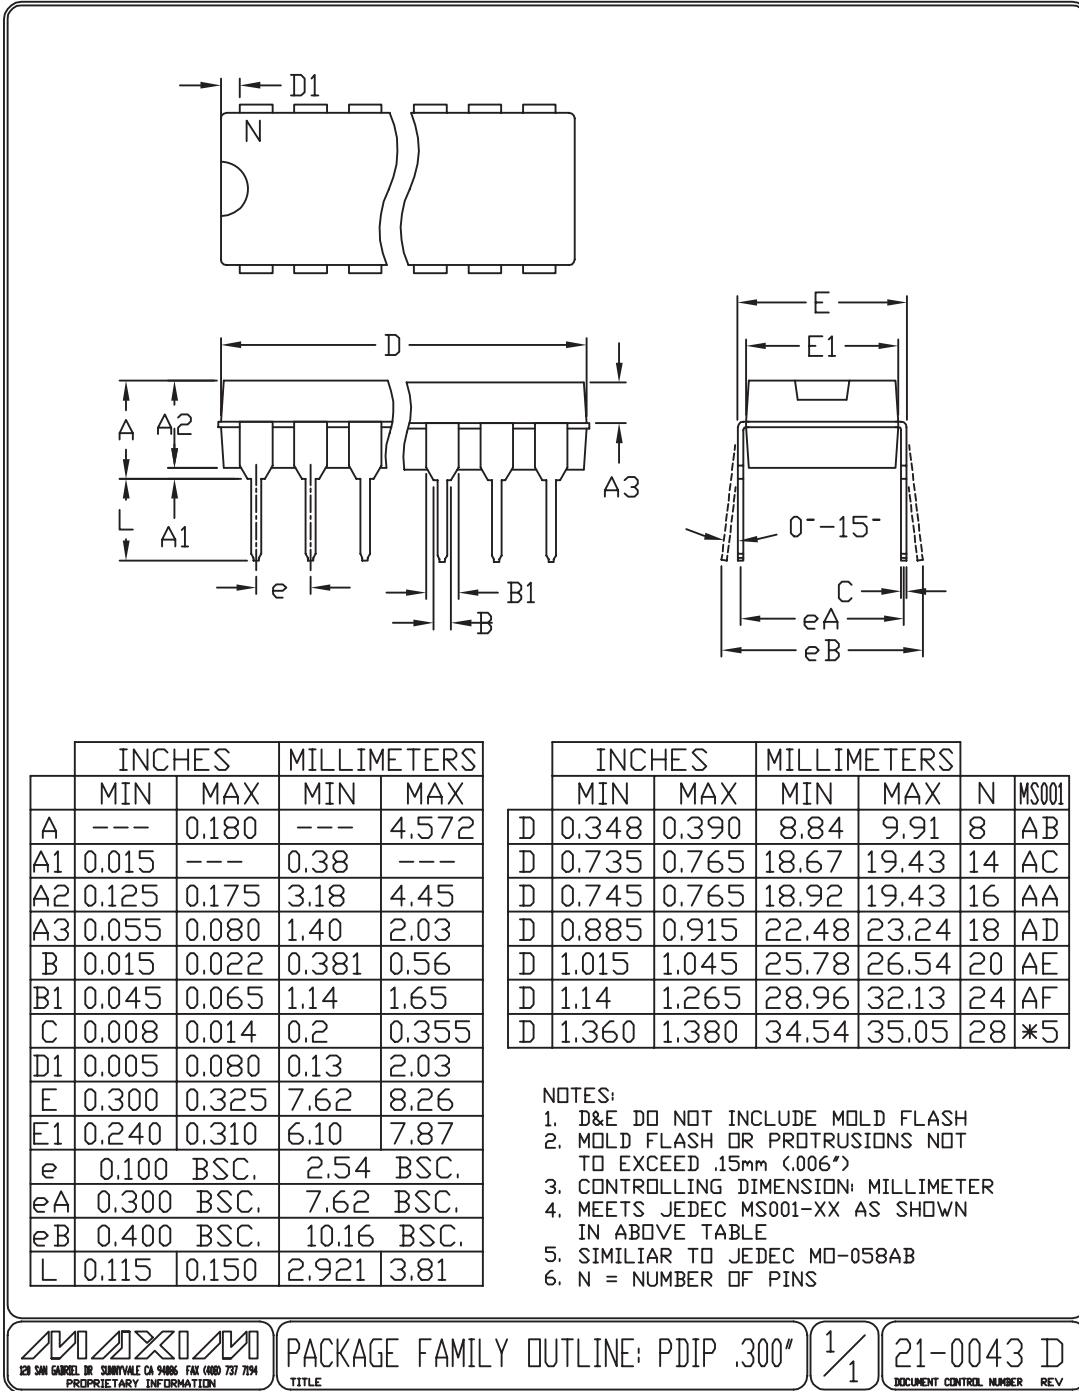 D1
N
D
E
E1
A
A2
A3
L
A1
0°-15°
e
B1
B
C
eA
eB
INCHES MILLIMETERS
MIN MAX MIN MAX
A --- 0.180 --- 4.572
A1 0.015 --- 0.38 ---
A2 0.125 0.175 3.18 4.45
A3 0.055 0.080 1.40 2.03
B 0.015 0.022 0.381 0.56
B1 0.045 0.065 1.14 1.65
C 0.008 0.014 0.2 0.355
D1 0.005 0.080 0.13 2.03
E 0.300 0.325 7.62 8.26
E1 0.240 0.310 6.10 7.87
e 0.100 BSC. 2.54 BSC.
eA 0.300 BSC. 7.62 BSC.
eB 0.400 BSC. 10.16 BSC.
L 0.115 0.150 2.921 3.81
INCHES MILLIMETERS
MIN MAX MIN MAX N MS001
D 0.348 0.390 8.84 9.91 8 AB
D 0.735 0.765 18.67 19.43 14 AC
D 0.745 0.765 18.92 19.43 16 AA
D 0.885 0.915 22.48 23.24 18 AD
D 1.015 1.045 25.78 26.54 20 AE
D 1.14 1.265 28.96 32.13 24 AF
D 1.360 1.380 34.54 35.05 28 *5
NOTES:
1. D&E DO NOT INCLUDE MOLD FLASH
2. MOLD FLASH OR PROTRUSIONS NOT
TO EXCEED .15mm (.006")
3. CONTROLLING DIMENSION: MILLIMETER
4. MEETS JEDEC MS001-XX AS SHOWN
IN ABOVE TABLE
5. SIMILIAR TO JEDEC MO-058AB
6. N = NUMBER OF PINS
MAXIM
120 SAN GABRIEL DR SUNNYVALE CA 94086 FAX (408) 737 7194
PROPRIETARY INFORMATION
PACKAGE FAMILY OUTLINE: PDIP .300"
TITLE
1/1
21-0043 D
DOCUMENT CONTROL NUMBER REV